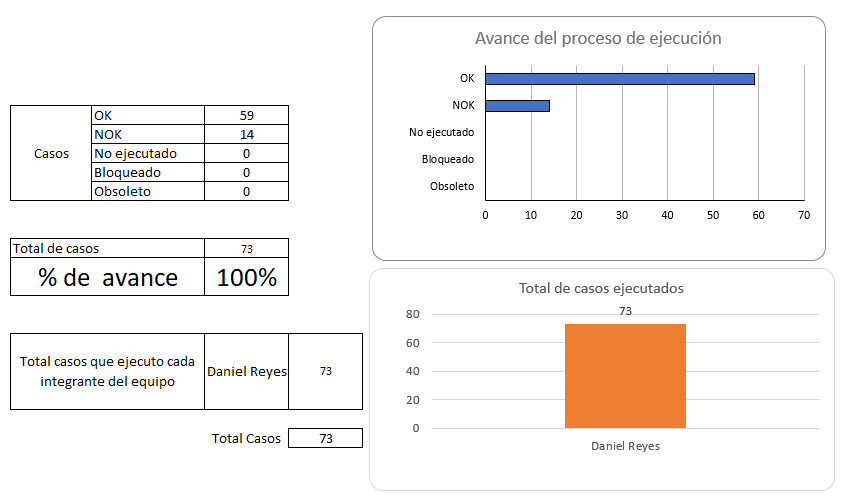 Casos
OK 59
NOK 14
No ejecutado 0
Bloqueado 0
Obsoleto 0
Total de casos 73
% de avance 100%
Total casos que ejecuto cada
integrante del equipo
Daniel Reyes 73
Total Casos 73
Avance del proceso de ejecución
OK
NOK
No ejecutado
Bloqueado
Obsoleto
0 10 20 30 40 50 60 70
Total de casos ejecutados
73
80
60
40
20
0
Daniel Reyes